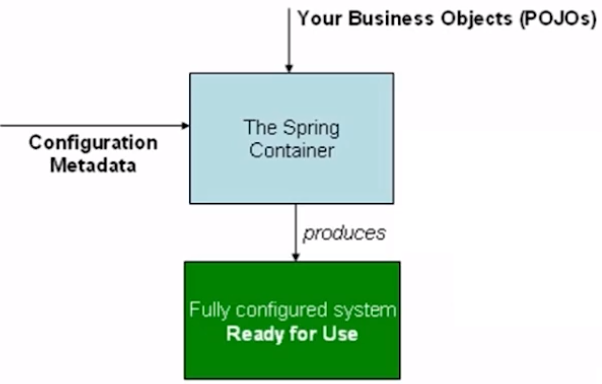 Your Business Objects (POJOs)
The Spring
Container
Configuration
Metadata
produces
Fully configured system
Ready for Use